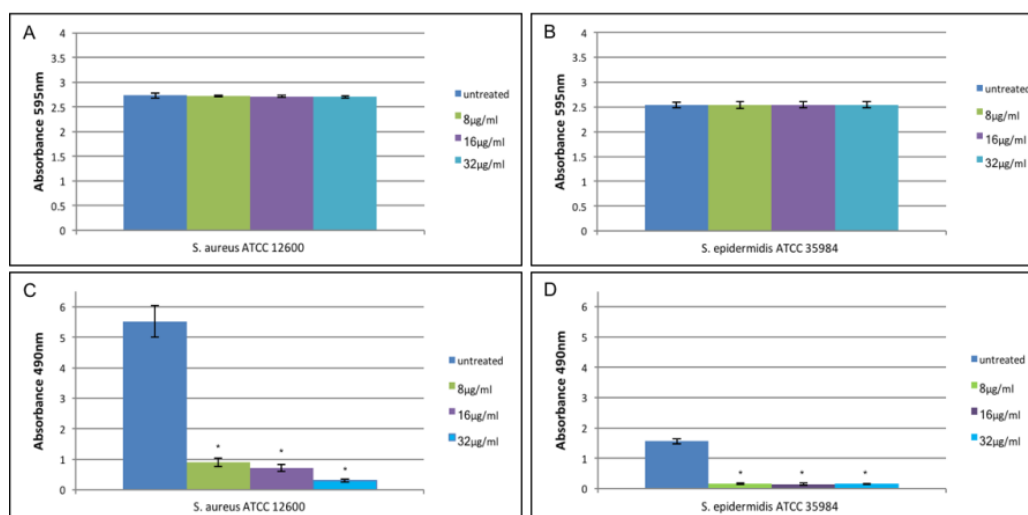 A
4
3.5
3
2.5
2
1.5
1
0.5
0
Absorbance 595nm
S. aureus ATCC 12600
untreated
8µg/ml
16µg/ml
32µg/ml
B
4
3.5
3
2.5
2
1.5
1
0.5
0
Absorbance 595nm
S. epidermidis ATCC 35984
untreated
8µg/ml
16µg/ml
32µg/ml
C
6
5
4
3
2
1
0
Absorbance 490nm
* * *
S. aureus ATCC 12600
untreated
8µg/ml
16µg/ml
32µg/ml
D
6
5
4
3
2
1
0
Absorbance 490nm
* * *
S. epidermidis ATCC 35984
untreated
8µg/ml
16µg/ml
32µg/ml